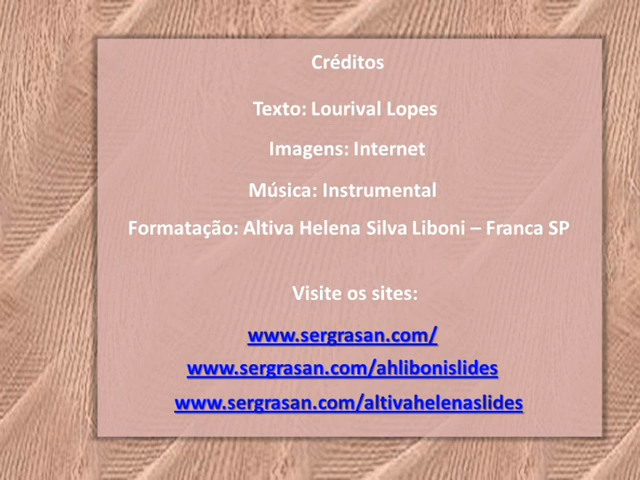 Créditos
Texto: Lourival Lopes
Imagens: Internet
Música: Instrumental
Formatação: Altiva Helena Silva Liboni – Franca SP
Visite os sites:
www.sergrasan.com/
www.sergrasan.com/ahlibonislides
www.sergrasan.com/altivahelenaslides